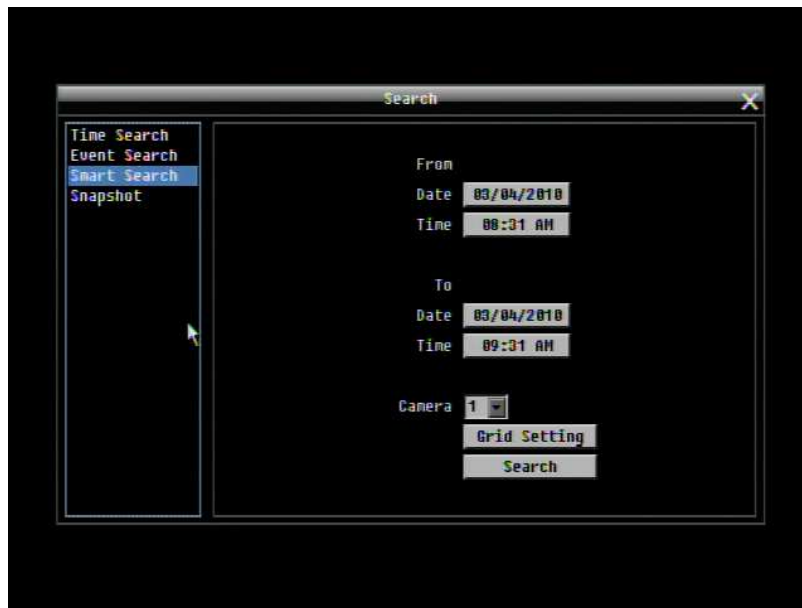 Search
X
Time Search
Event Search
Smart Search
Snapshot
From
Date 03/04/2010
Time 08:31 AM
To
Date 03/04/2010
Time 09:31 AM
Camera 1
Grid Setting
Search